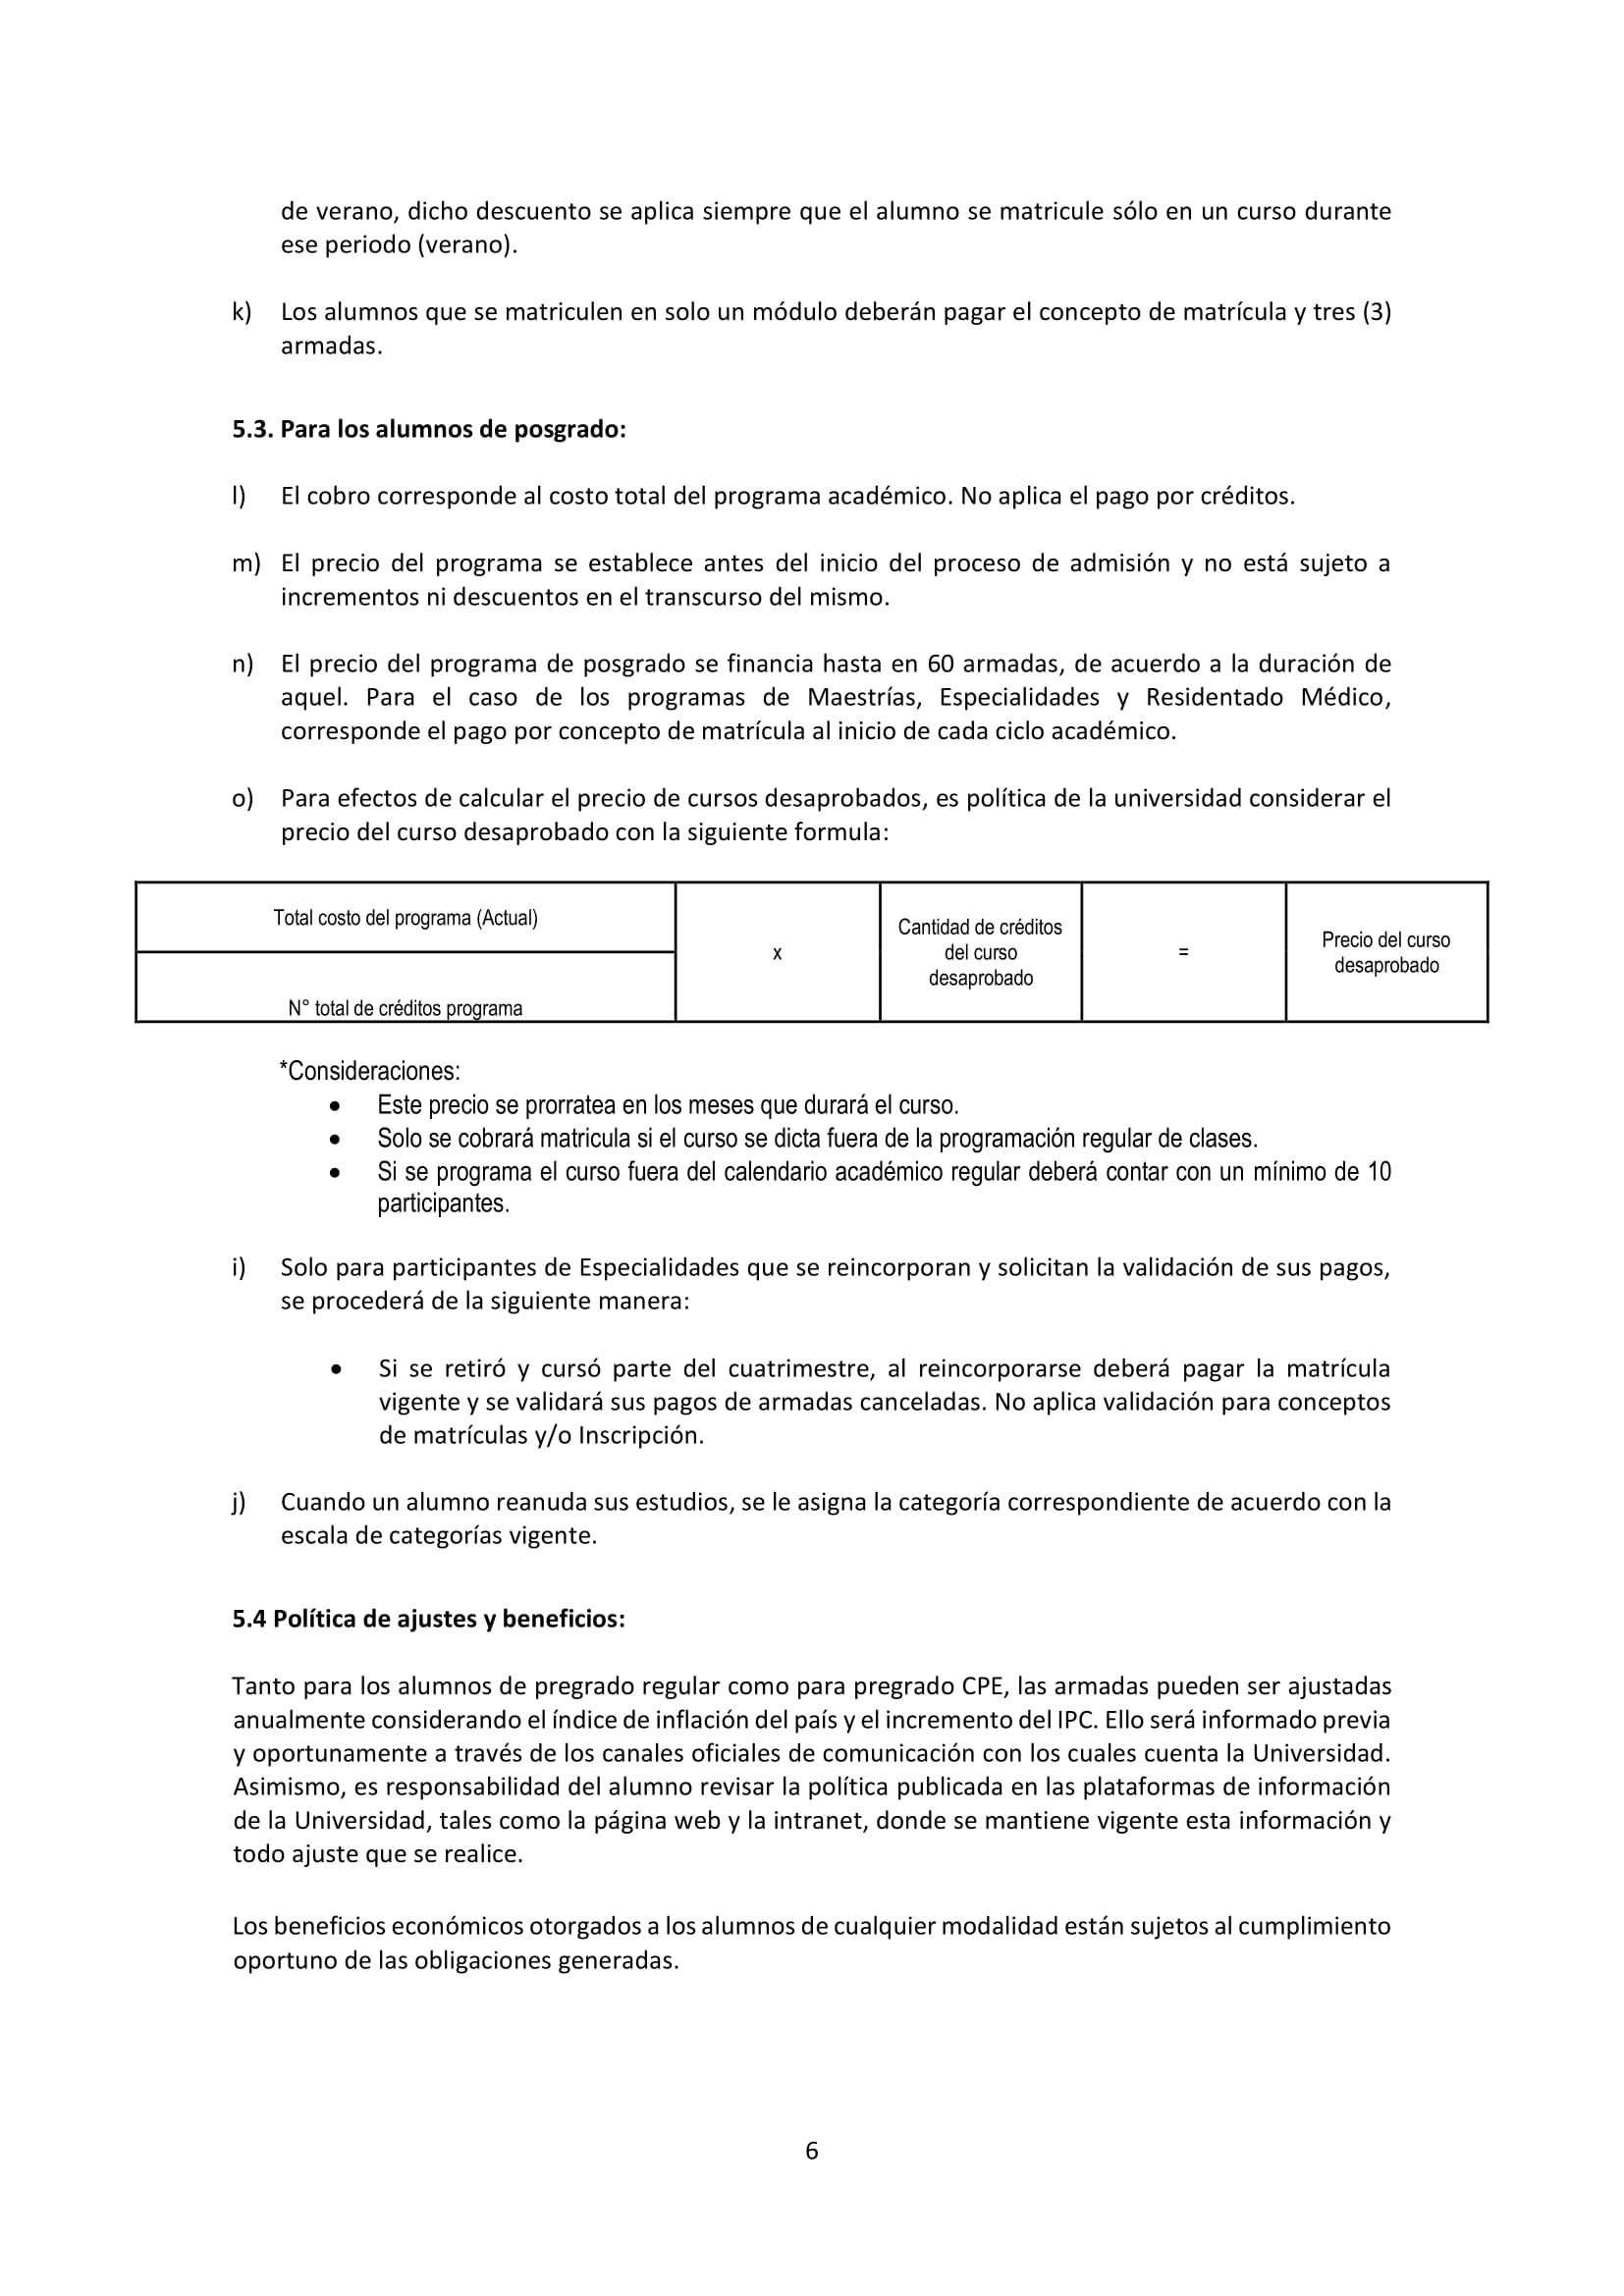 de verano, dicho descuento se aplica siempre que el alumno se matricule sólo en un curso durante
ese periodo (verano).
k) Los alumnos que se matriculen en solo un módulo deberán pagar el concepto de matrícula y tres (3)
armadas.
5.3. Para los alumnos de posgrado:
l) El cobro corresponde al costo total del programa académico. No aplica el pago por créditos.
m) El precio del programa se establece antes del inicio del proceso de admisión y no está sujeto a
incrementos ni descuentos en el transcurso del mismo.
n) El precio del programa de posgrado se financia hasta en 60 armadas, de acuerdo a la duración de
aquel. Para el caso de los programas de Maestrías, Especialidades y Residentado Médico,
corresponde el pago por concepto de matrícula al inicio de cada ciclo académico.
o) Para efectos de calcular el precio de cursos desaprobados, es política de la universidad considerar el
precio del curso desaprobado con la siguiente formula:
Total costo del programa (Actual)
N° total de créditos programa
x
Cantidad de créditos
del curso
desaprobado
=
Precio del curso
desaprobado
*Consideraciones:
• Este precio se prorratea en los meses que durará el curso.
• Solo se cobrará matricula si el curso se dicta fuera de la programación regular de clases.
• Si se programa el curso fuera del calendario académico regular deberá contar con un mínimo de 10
participantes.
i) Solo para participantes de Especialidades que se reincorporan y solicitan la validación de sus pagos,
se procederá de la siguiente manera:
• Si se retiró y cursó parte del cuatrimestre, al reincorporarse deberá pagar la matrícula
vigente y se validará sus pagos de armadas canceladas. No aplica validación para conceptos
de matrículas y/o Inscripción.
j) Cuando un alumno reanuda sus estudios, se le asigna la categoría correspondiente de acuerdo con la
escala de categorías vigente.
5.4 Política de ajustes y beneficios:
Tanto para los alumnos de pregrado regular como para pregrado CPE, las armadas pueden ser ajustadas
anualmente considerando el índice de inflación del país y el incremento del IPC. Ello será informado previa
y oportunamente a través de los canales oficiales de comunicación con los cuales cuenta la Universidad.
Asimismo, es responsabilidad del alumno revisar la política publicada en las plataformas de información
de la Universidad, tales como la página web y la intranet, donde se mantiene vigente esta información y
todo ajuste que se realice.
Los beneficios económicos otorgados a los alumnos de cualquier modalidad están sujetos al cumplimiento
oportuno de las obligaciones generadas.
6